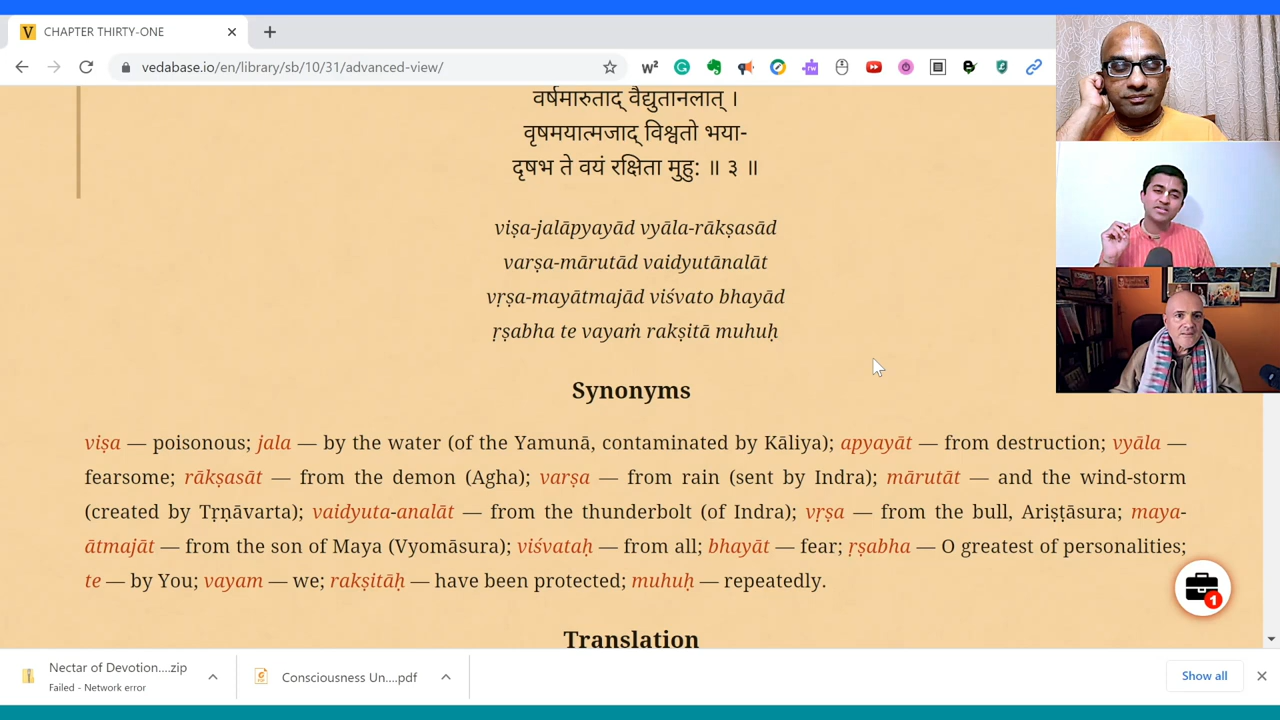 CHAPTER THIRTY-ONE
vedabase.io/en/library/sb/10/31/advanced-view/
वर्षमारुताद् वैद्युतानलात् ।
वृषमयात्मजाद् विश्वतो भया-
दृषभ ते वयं रक्षिता मुहु: ॥ ३ ॥
viṣa-jalāpyayād vyāla-rākṣasād
varṣa-mārutād vaidyutānalāt
vṛṣa-mayātmajād viśvato bhayād
ṛṣabha te vayaṁ rakṣitā muhuḥ
Synonyms
viṣa — poisonous; jala — by the water (of the Yamunā, contaminated by Kāliya); apyayāt — from destruction; vyāla —
fearsome; rākṣasāt — from the demon (Agha); varṣa — from rain (sent by Indra); mārutāt — and the wind-storm
(created by Tṛṇāvarta); vaidyuta-analāt — from the thunderbolt (of Indra); vṛṣa — from the bull, Ariṣṭāsura; maya-
ātmajāt — from the son of Maya (Vyomāsura); viśvataḥ — from all; bhayāt — fear; ṛṣabha — O greatest of personalities;
te — by You; vayam — we; rakṣitāḥ — have been protected; muhuḥ — repeatedly.
1
Translation
Nectar of Devotion....zip
Failed - Network error
Consciousness Un....pdf
Show all